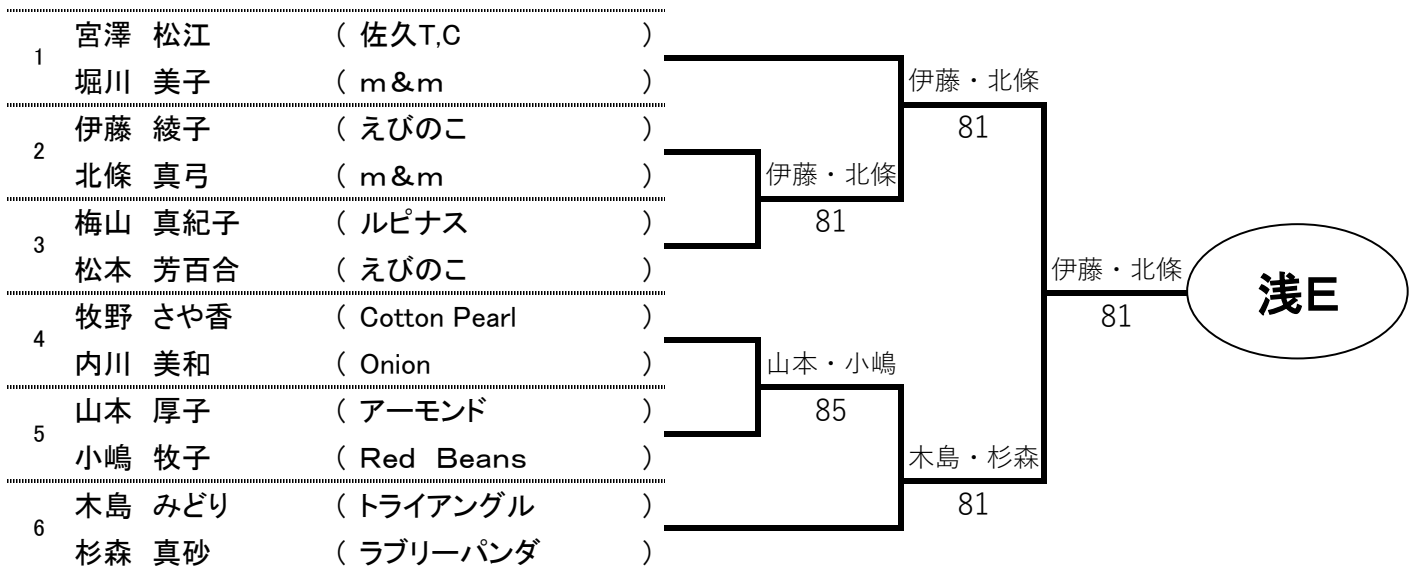 1
宮澤 松江 ( 佐久T,C )
堀川 美子 ( m&m )
2
伊藤 綾子 ( えびのこ )
北條 真弓 ( m&m )
3
梅山 真紀子 ( ルピナス )
松本 芳百合 ( えびのこ )
4
牧野 さや香 ( Cotton Pearl )
内川 美和 ( Onion )
5
山本 厚子 ( アーモンド )
小嶋 牧子 ( Red Beans )
6
木島 みどり ( トライアングル )
杉森 真砂 ( ラブリーパンダ )
伊藤・北條
81
山本・小嶋
85
伊藤・北條
81
木島・杉森
81
伊藤・北條
81
浅E